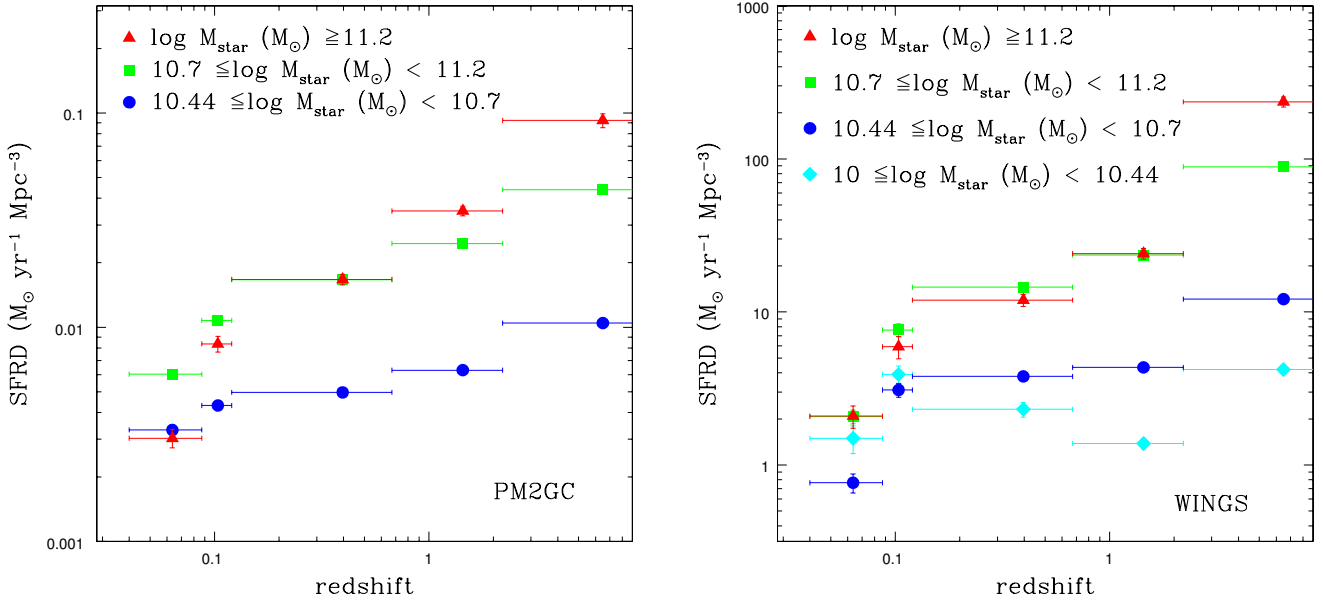 log M_star (M_⊙) ≧11.2
10.7 ≦log M_star (M_⊙) < 11.2
10.44 ≦log M_star (M_⊙) < 10.7
0.1
0.01
0.001
SFRD (M_⊙ yr⁻¹ Mpc⁻³)
PM2GC
0.1
1
redshift
log M_star (M_⊙) ≥11.2
10.7 ≦log M_star (M_⊙) < 11.2
10.44 ≦log M_star (M_⊙) < 10.7
10 ≦log M_star (M_⊙) < 10.44
1000
100
10
1
SFRD (M_⊙ yr⁻¹ Mpc⁻³)
WINGS
0.1
1
redshift